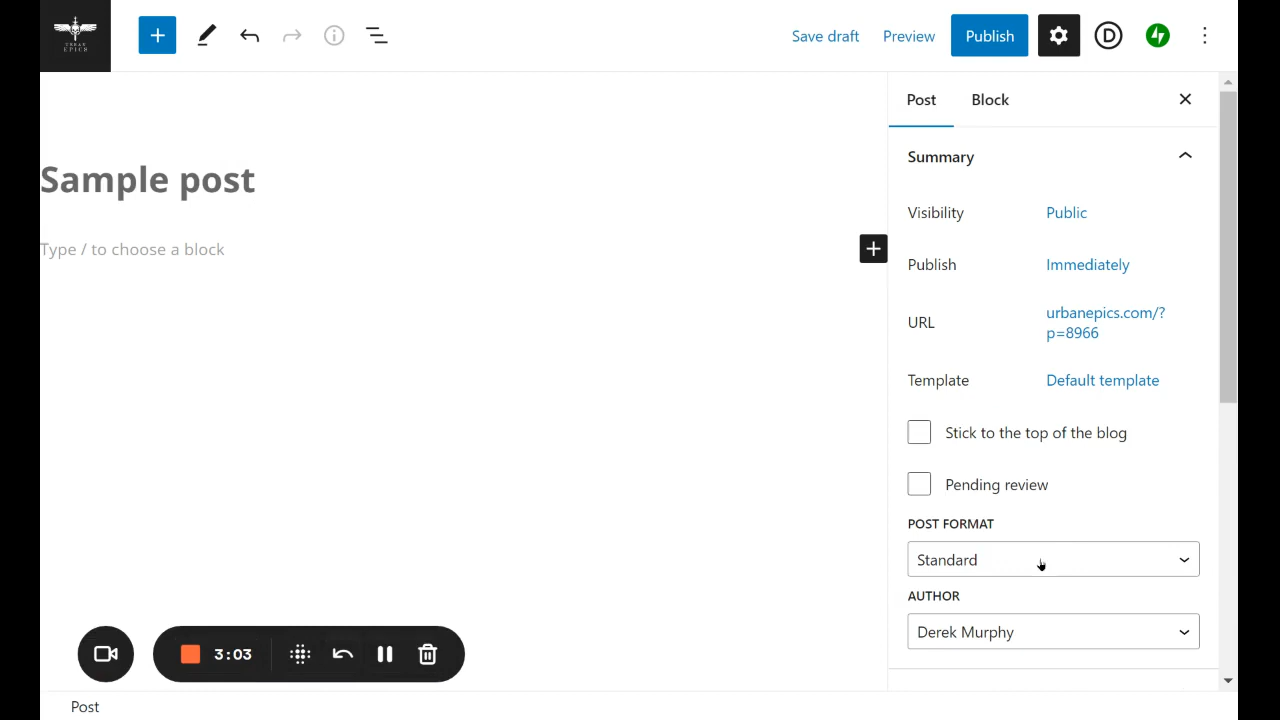 URBAN
EPICS
Save draft
Preview
Publish
Post
Block
Summary
Sample post
Visibility
Public
Type / to choose a block
Publish
Immediately
URL
urbanepics.com/?
p=8966
Template
Default template
Stick to the top of the blog
Pending review
POST FORMAT
Standard
AUTHOR
Derek Murphy
3:03
Post